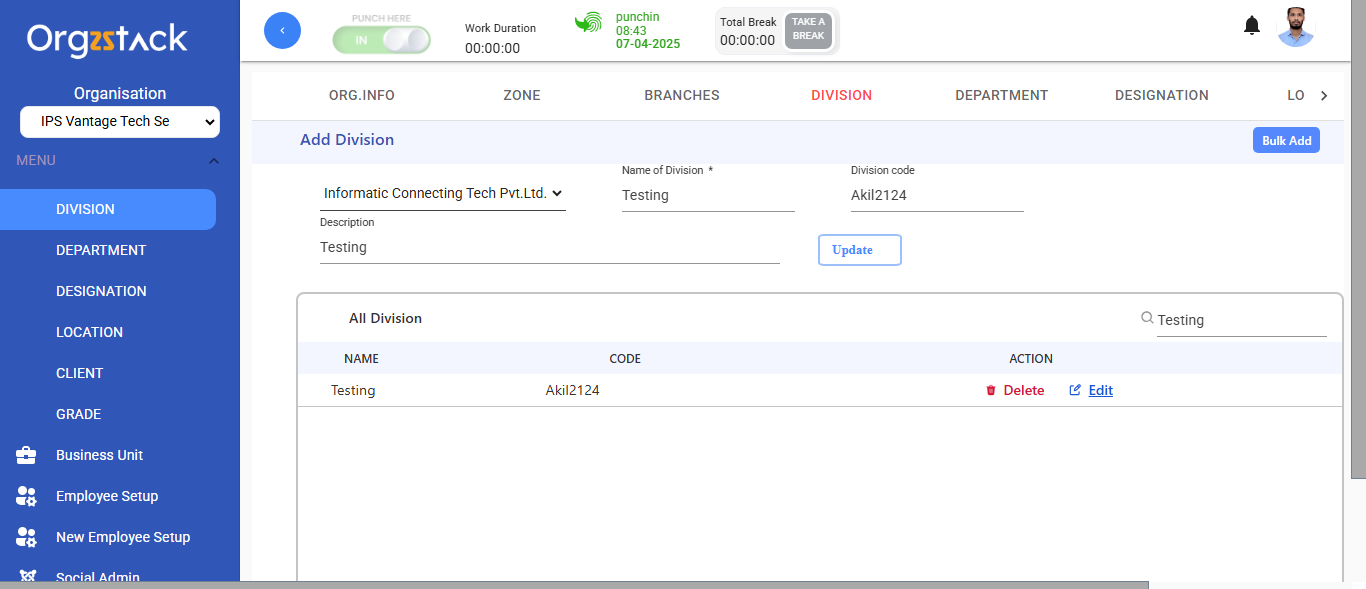 Orgzstack
Organisation
IPS Vantage Tech Se
MENU
DIVISION
DEPARTMENT
DESIGNATION
LOCATION
CLIENT
GRADE
Business Unit
Employee Setup
New Employee Setup
Social Admin
PUNCH HERE
IN
Work Duration
00:00:00
punchin
08:43
07-04-2025
Total Break
00:00:00
TAKE A
BREAK
ORG.INFO ZONE BRANCHES DIVISION DEPARTMENT DESIGNATION LO
Add Division
Bulk Add
Informatic Connecting Tech Pvt.Ltd.
Name of Division *
Testing
Division code
Akil2124
Description
Testing
Update
All Division
Testing
NAME CODE ACTION
Testing Akil2124 Delete Edit